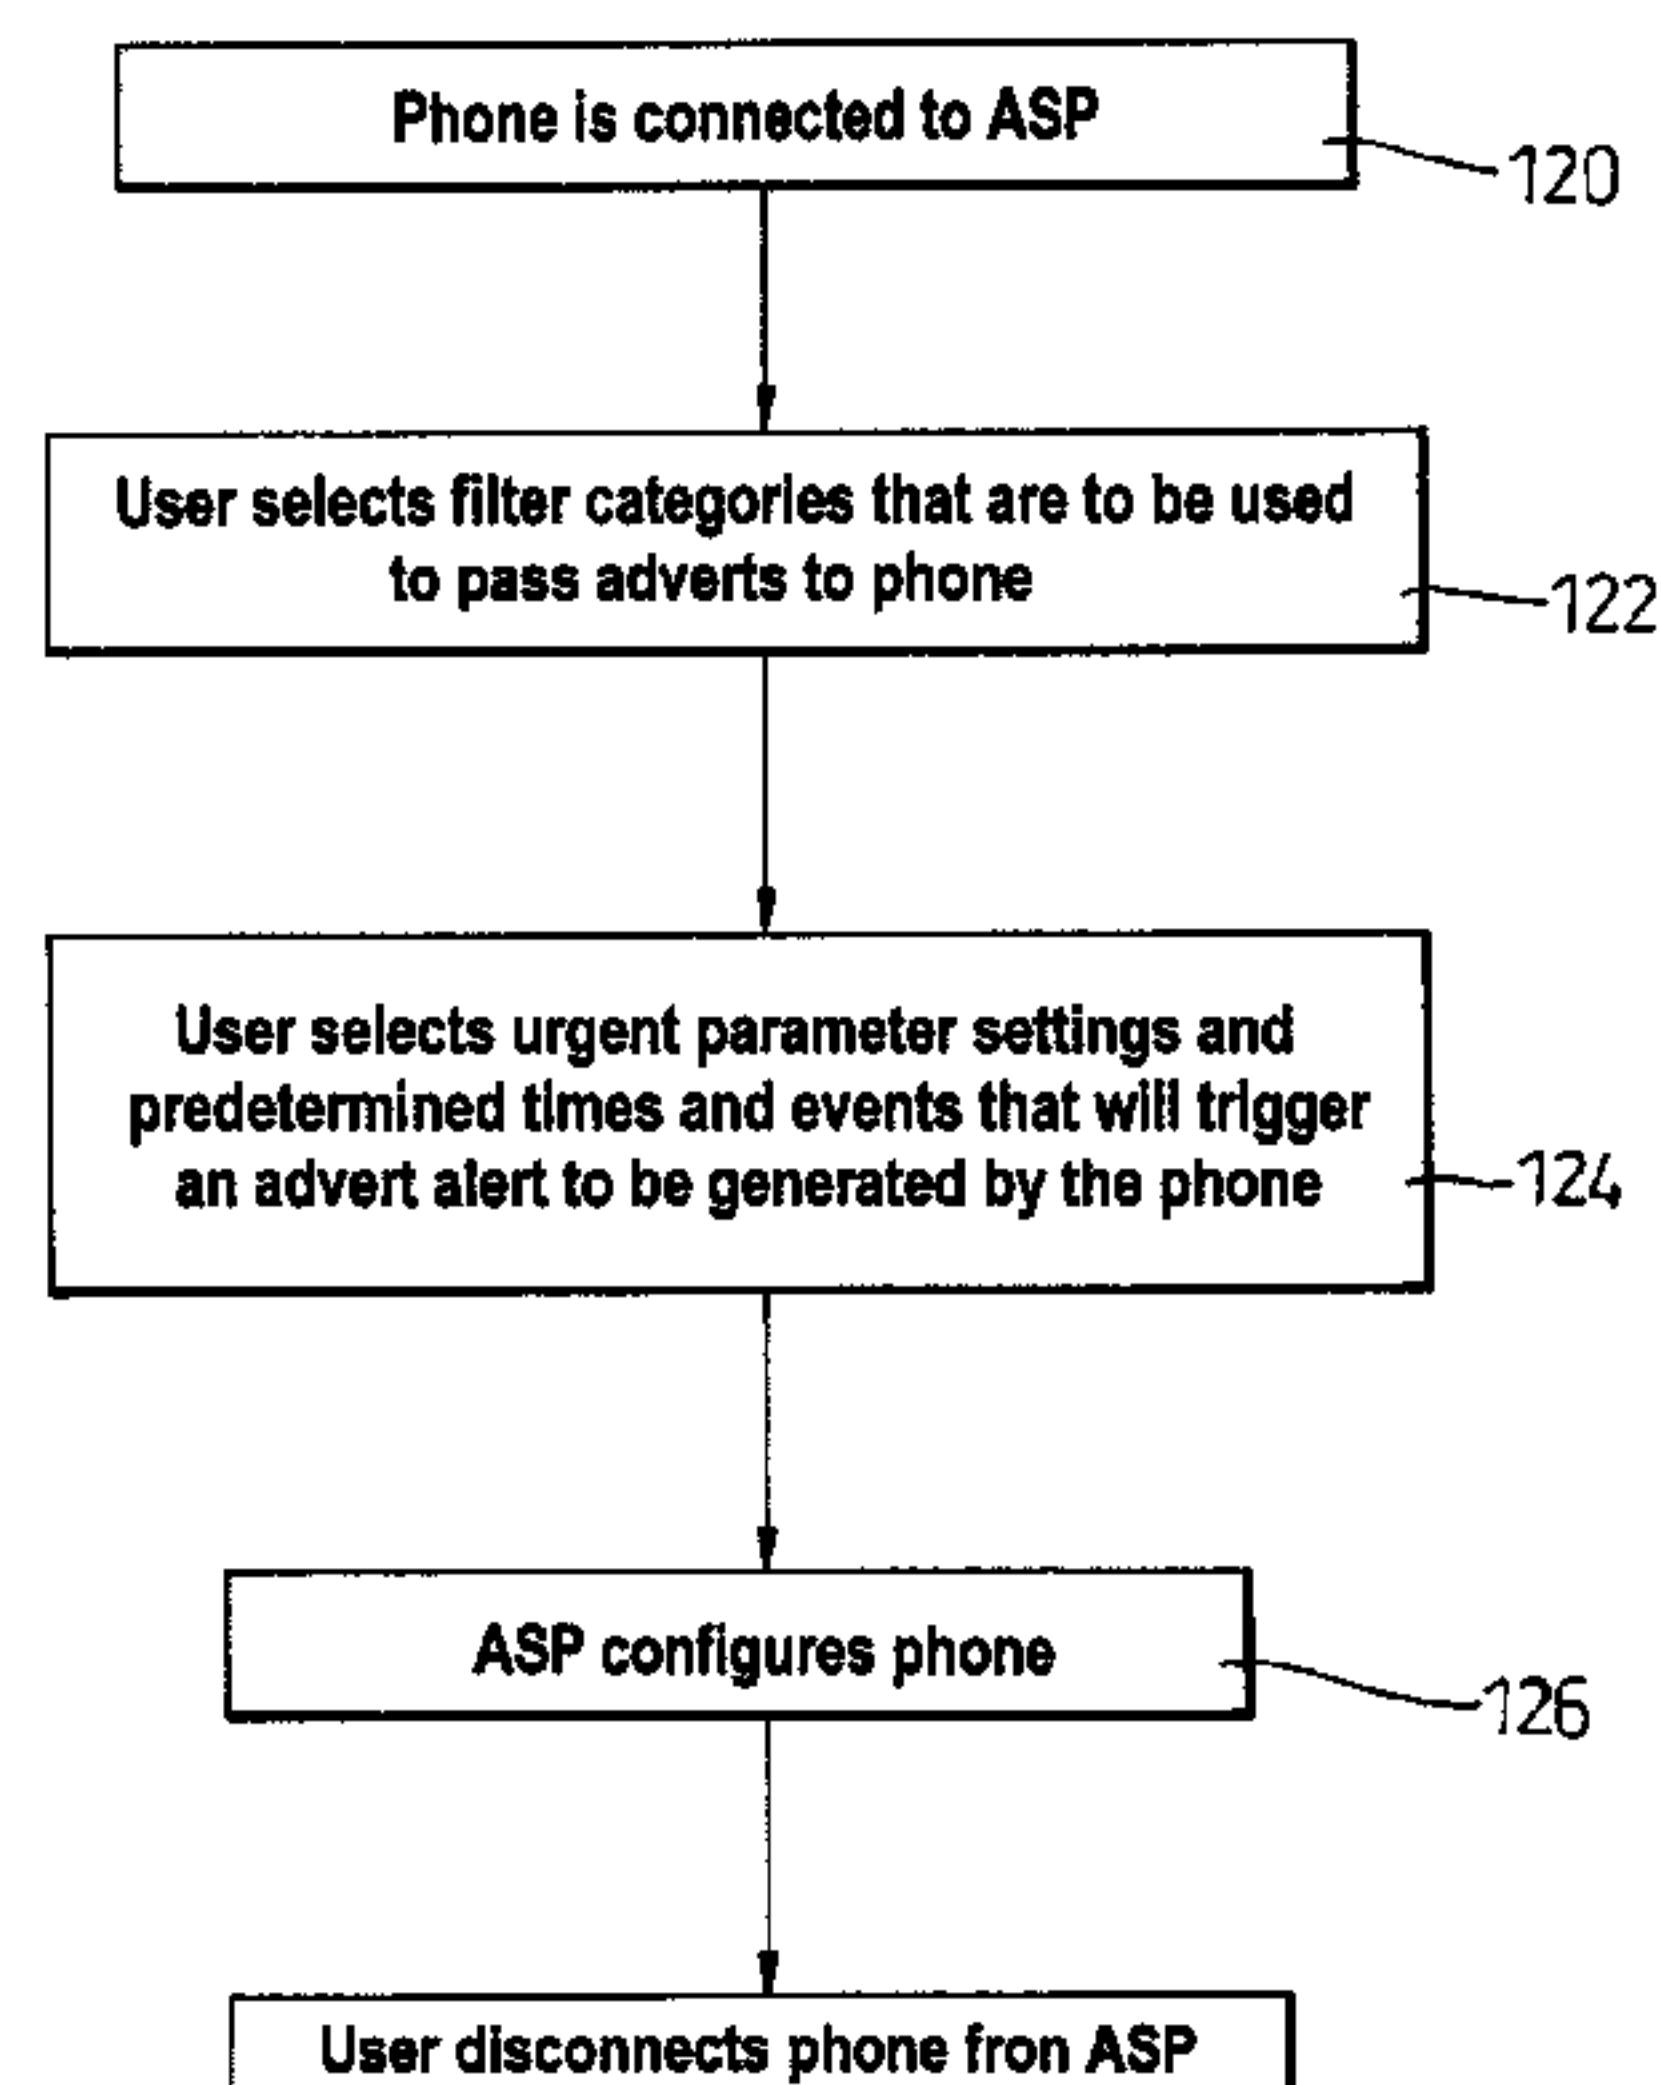 Phone is connected to ASP
120
User selects filter categories that are to be used
to pass adverts to phone
122
User selects urgent parameter settings and
predetermined times and events that will trigger
an advert alert to be generated by the phone
124
ASP configures phone
126
User disconnects phone fron ASP